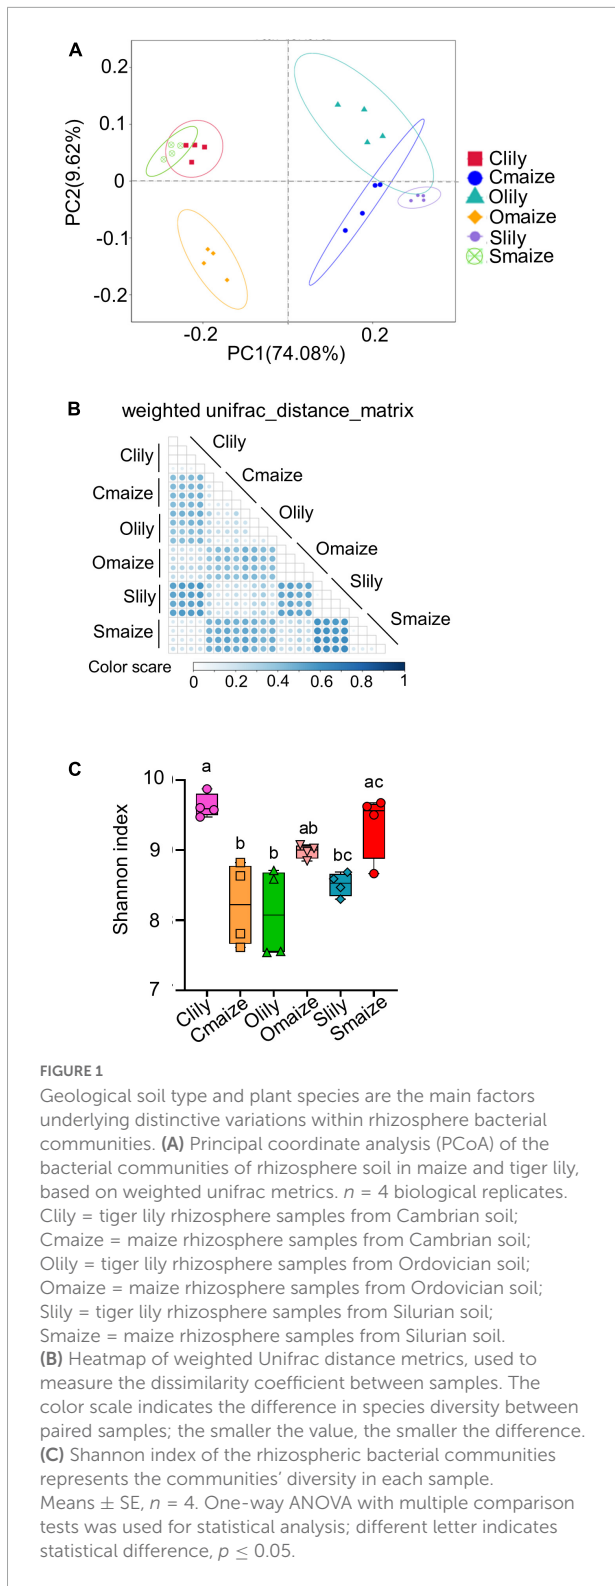 A
0.2
0.1
0
-0.1
-0.2
PC2(9.62%)
-0.2
0.2
PC1(74.08%)
Clily
Cmaize
Olily
Omaize
Slily
Smaize
B
weighted unifrac_distance_matrix
Clily
Cmaize
Olily
Omaize
Slily
Smaize
Clily
Cmaize
Olily
Omaize
Slily
Smaize
Color scare
0
0.2
0.4
0.6
0.8
1
C
10
9
8
7
Shannon index
a
b
b
ab
bc
ac
Clily
Cmaize
Olily
Omaize
Slily
Smaize
FIGURE 1
Geological soil type and plant species are the main factors
underlying distinctive variations within rhizosphere bacterial
communities. (A) Principal coordinate analysis (PCoA) of the
bacterial communities of rhizosphere soil in maize and tiger lily,
based on weighted unifrac metrics. n = 4 biological replicates.
Clily = tiger lily rhizosphere samples from Cambrian soil;
Cmaize = maize rhizosphere samples from Cambrian soil;
Olily = tiger lily rhizosphere samples from Ordovician soil;
Omaize = maize rhizosphere samples from Ordovician soil;
Slily = tiger lily rhizosphere samples from Silurian soil;
Smaize = maize rhizosphere samples from Silurian soil.
(B) Heatmap of weighted Unifrac distance metrics, used to
measure the dissimilarity coefficient between samples. The
color scale indicates the difference in species diversity between
paired samples; the smaller the value, the smaller the difference.
(C) Shannon index of the rhizospheric bacterial communities
represents the communities' diversity in each sample.
Means ± SE, n = 4. One-way ANOVA with multiple comparison
tests was used for statistical analysis; different letter indicates
statistical difference, p ≤ 0.05.